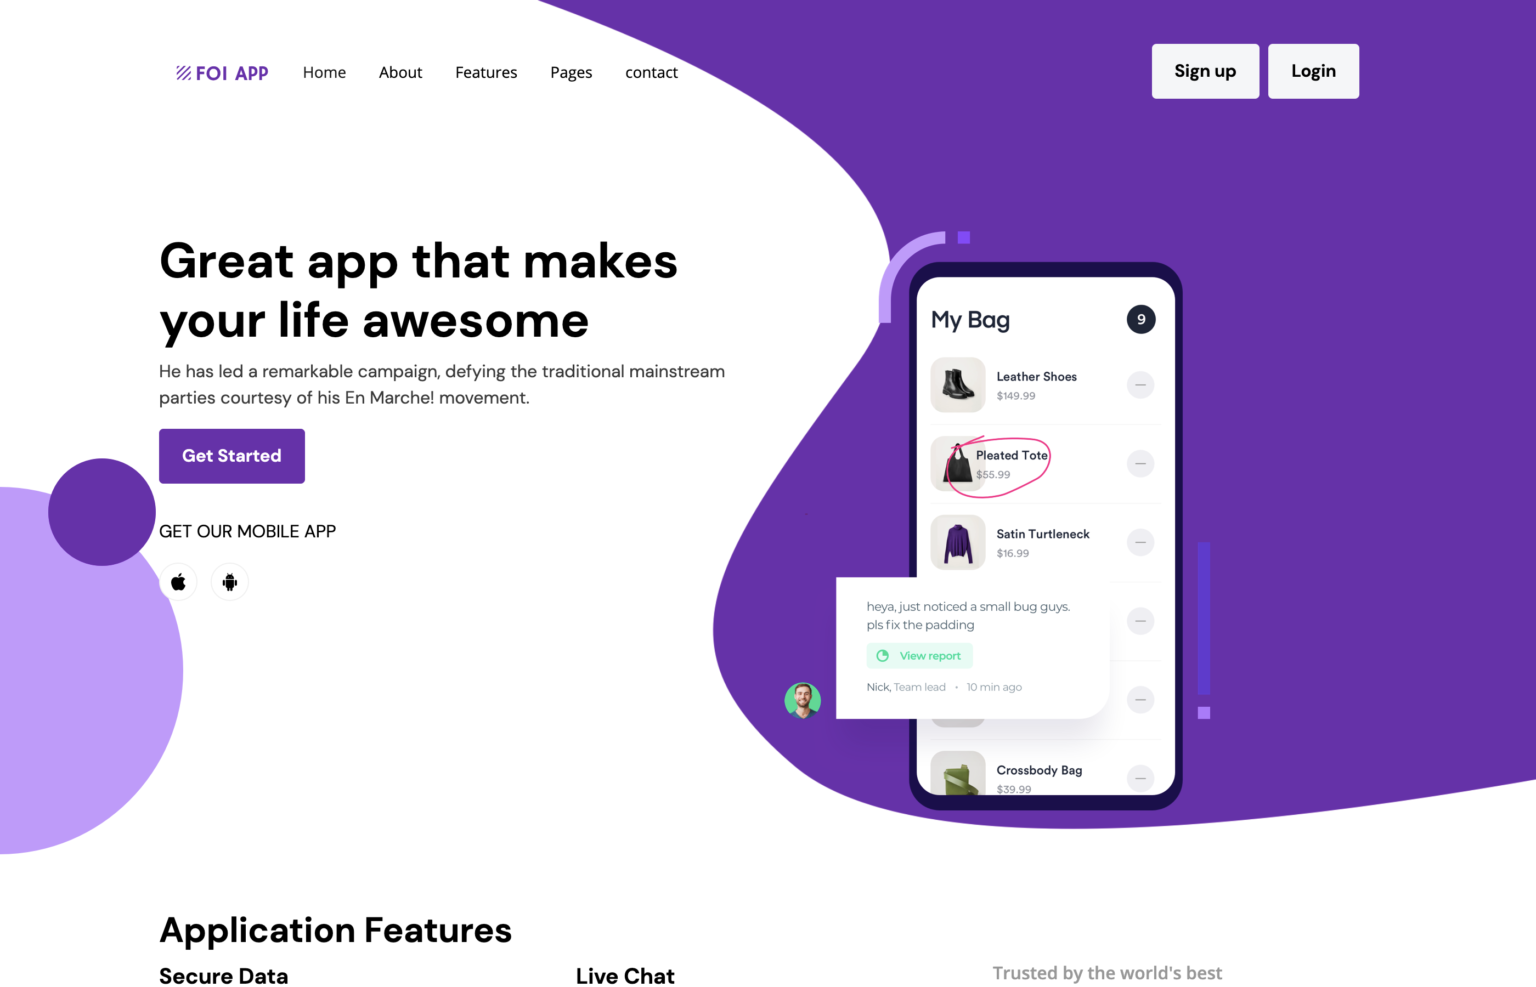 FOI APP
Home
About
Features
Pages
contact
Sign up
Login
Great app that makes
your life awesome
He has led a remarkable campaign, defying the traditional mainstream
parties courtesy of his En Marche! movement.
Get Started
GET OUR MOBILE APP
My Bag
9
Leather Shoes
$149.99
Pleated Tote
$55.99
Satin Turtleneck
$16.99
heya, just noticed a small bug guys.
pls fix the padding
View report
Nick, Team lead • 10 min ago
Crossbody Bag
$39.99
Application Features
Secure Data
Live Chat
Trusted by the world's best